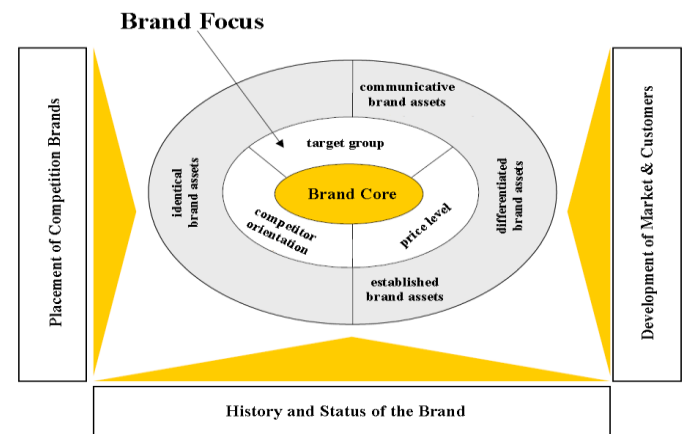 Brand Focus
Placement of Competition Brands
communicative
brand assets
target group
identical
brand assets
Brand Core
differentiated
brand assets
competitor
orientation
price level
established
brand assets
Development of Market & Customers
History and Status of the Brand